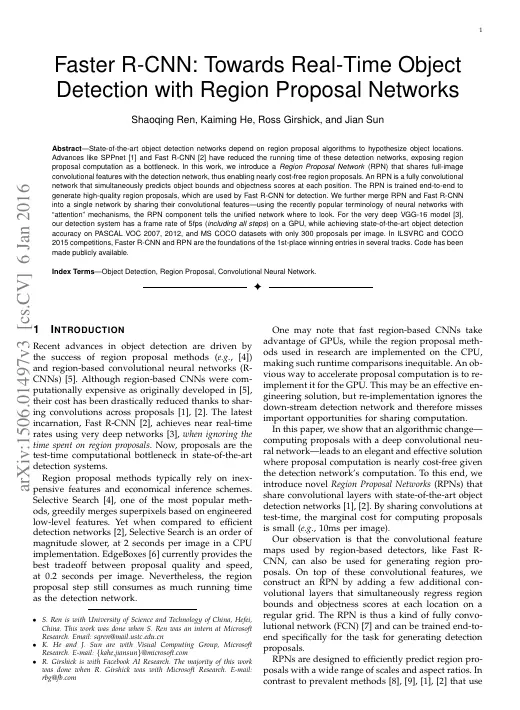 1
Faster R-CNN: Towards Real-Time Object
Detection with Region Proposal Networks
Shaoqing Ren, Kaiming He, Ross Girshick, and Jian Sun
Abstract—State-of-the-art object detection networks depend on region proposal algorithms to hypothesize object locations.
Advances like SPPnet [1] and Fast R-CNN [2] have reduced the running time of these detection networks, exposing region
proposal computation as a bottleneck. In this work, we introduce a Region Proposal Network (RPN) that shares full-image
convolutional features with the detection network, thus enabling nearly cost-free region proposals. An RPN is a fully convolutional
network that simultaneously predicts object bounds and objectness scores at each position. The RPN is trained end-to-end to
generate high-quality region proposals, which are used by Fast R-CNN for detection. We further merge RPN and Fast R-CNN
into a single network by sharing their convolutional features—using the recently popular terminology of neural networks with
“attention” mechanisms, the RPN component tells the unified network where to look. For the very deep VGG-16 model [3],
our detection system has a frame rate of 5fps (including all steps) on a GPU, while achieving state-of-the-art object detection
accuracy on PASCAL VOC 2007, 2012, and MS COCO datasets with only 300 proposals per image. In ILSVRC and COCO
2015 competitions, Faster R-CNN and RPN are the foundations of the 1st-place winning entries in several tracks. Code has been
made publicly available.
Index Terms—Object Detection, Region Proposal, Convolutional Neural Network.
arXiv:1506.01497v3 [cs.CV] 6 Jan 2016
1 INTRODUCTION
Recent advances in object detection are driven by
the success of region proposal methods (e.g., [4])
and region-based convolutional neural networks (R-
CNNs) [5]. Although region-based CNNs were com-
putationally expensive as originally developed in [5],
their cost has been drastically reduced thanks to shar-
ing convolutions across proposals [1], [2]. The latest
incarnation, Fast R-CNN [2], achieves near real-time
rates using very deep networks [3], when ignoring the
time spent on region proposals. Now, proposals are the
test-time computational bottleneck in state-of-the-art
detection systems.
Region proposal methods typically rely on inex-
pensive features and economical inference schemes.
Selective Search [4], one of the most popular meth-
ods, greedily merges superpixels based on engineered
low-level features. Yet when compared to efficient
detection networks [2], Selective Search is an order of
magnitude slower, at 2 seconds per image in a CPU
implementation. EdgeBoxes [6] currently provides the
best tradeoff between proposal quality and speed,
at 0.2 seconds per image. Nevertheless, the region
proposal step still consumes as much running time
as the detection network.
• S. Ren is with University of Science and Technology of China, Hefei,
China. This work was done when S. Ren was an intern at Microsoft
Research. Email: sqren@mail.ustc.edu.cn
• K. He and J. Sun are with Visual Computing Group, Microsoft
Research. E-mail: {kahe,jiansun}@microsoft.com
• R. Girshick is with Facebook AI Research. The majority of this work
was done when R. Girshick was with Microsoft Research. E-mail:
rbg@fb.com
One may note that fast region-based CNNs take
advantage of GPUs, while the region proposal meth-
ods used in research are implemented on the CPU,
making such runtime comparisons inequitable. An ob-
vious way to accelerate proposal computation is to re-
implement it for the GPU. This may be an effective en-
gineering solution, but re-implementation ignores the
down-stream detection network and therefore misses
important opportunities for sharing computation.
In this paper, we show that an algorithmic change—
computing proposals with a deep convolutional neu-
ral network—leads to an elegant and effective solution
where proposal computation is nearly cost-free given
the detection network's computation. To this end, we
introduce novel Region Proposal Networks (RPNs) that
share convolutional layers with state-of-the-art object
detection networks [1], [2]. By sharing convolutions at
test-time, the marginal cost for computing proposals
is small (e.g., 10ms per image).
Our observation is that the convolutional feature
maps used by region-based detectors, like Fast R-
CNN, can also be used for generating region pro-
posals. On top of these convolutional features, we
construct an RPN by adding a few additional con-
volutional layers that simultaneously regress region
bounds and objectness scores at each location on a
regular grid. The RPN is thus a kind of fully convo-
lutional network (FCN) [7] and can be trained end-to-
end specifically for the task for generating detection
proposals.
RPNs are designed to efficiently predict region pro-
posals with a wide range of scales and aspect ratios. In
contrast to prevalent methods [8], [9], [1], [2] that use